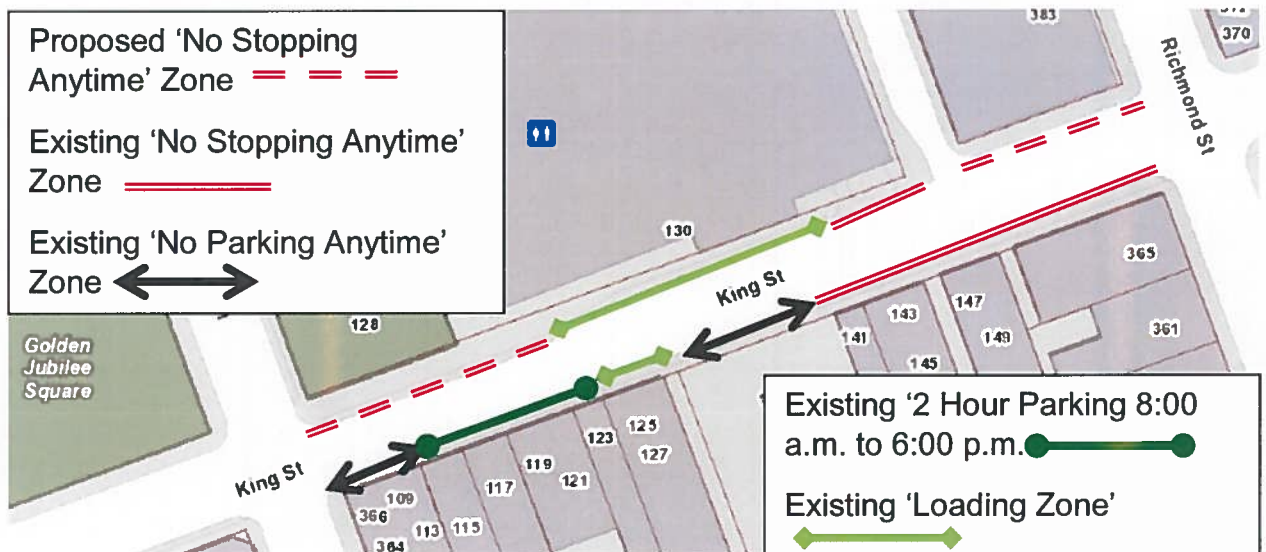 Proposed 'No Stopping
Anytime' Zone
Existing 'No Stopping Anytime'
Zone
Existing 'No Parking Anytime'
Zone
383
370
Richmond St
130
King St
128
Golden
Jubilee
Square
365
361
147
149
143
141
145
125
127
123
119
121
117
King St
109
366
113
115
364
Existing '2 Hour Parking 8:00
a.m. to 6:00 p.m.
Existing 'Loading Zone'